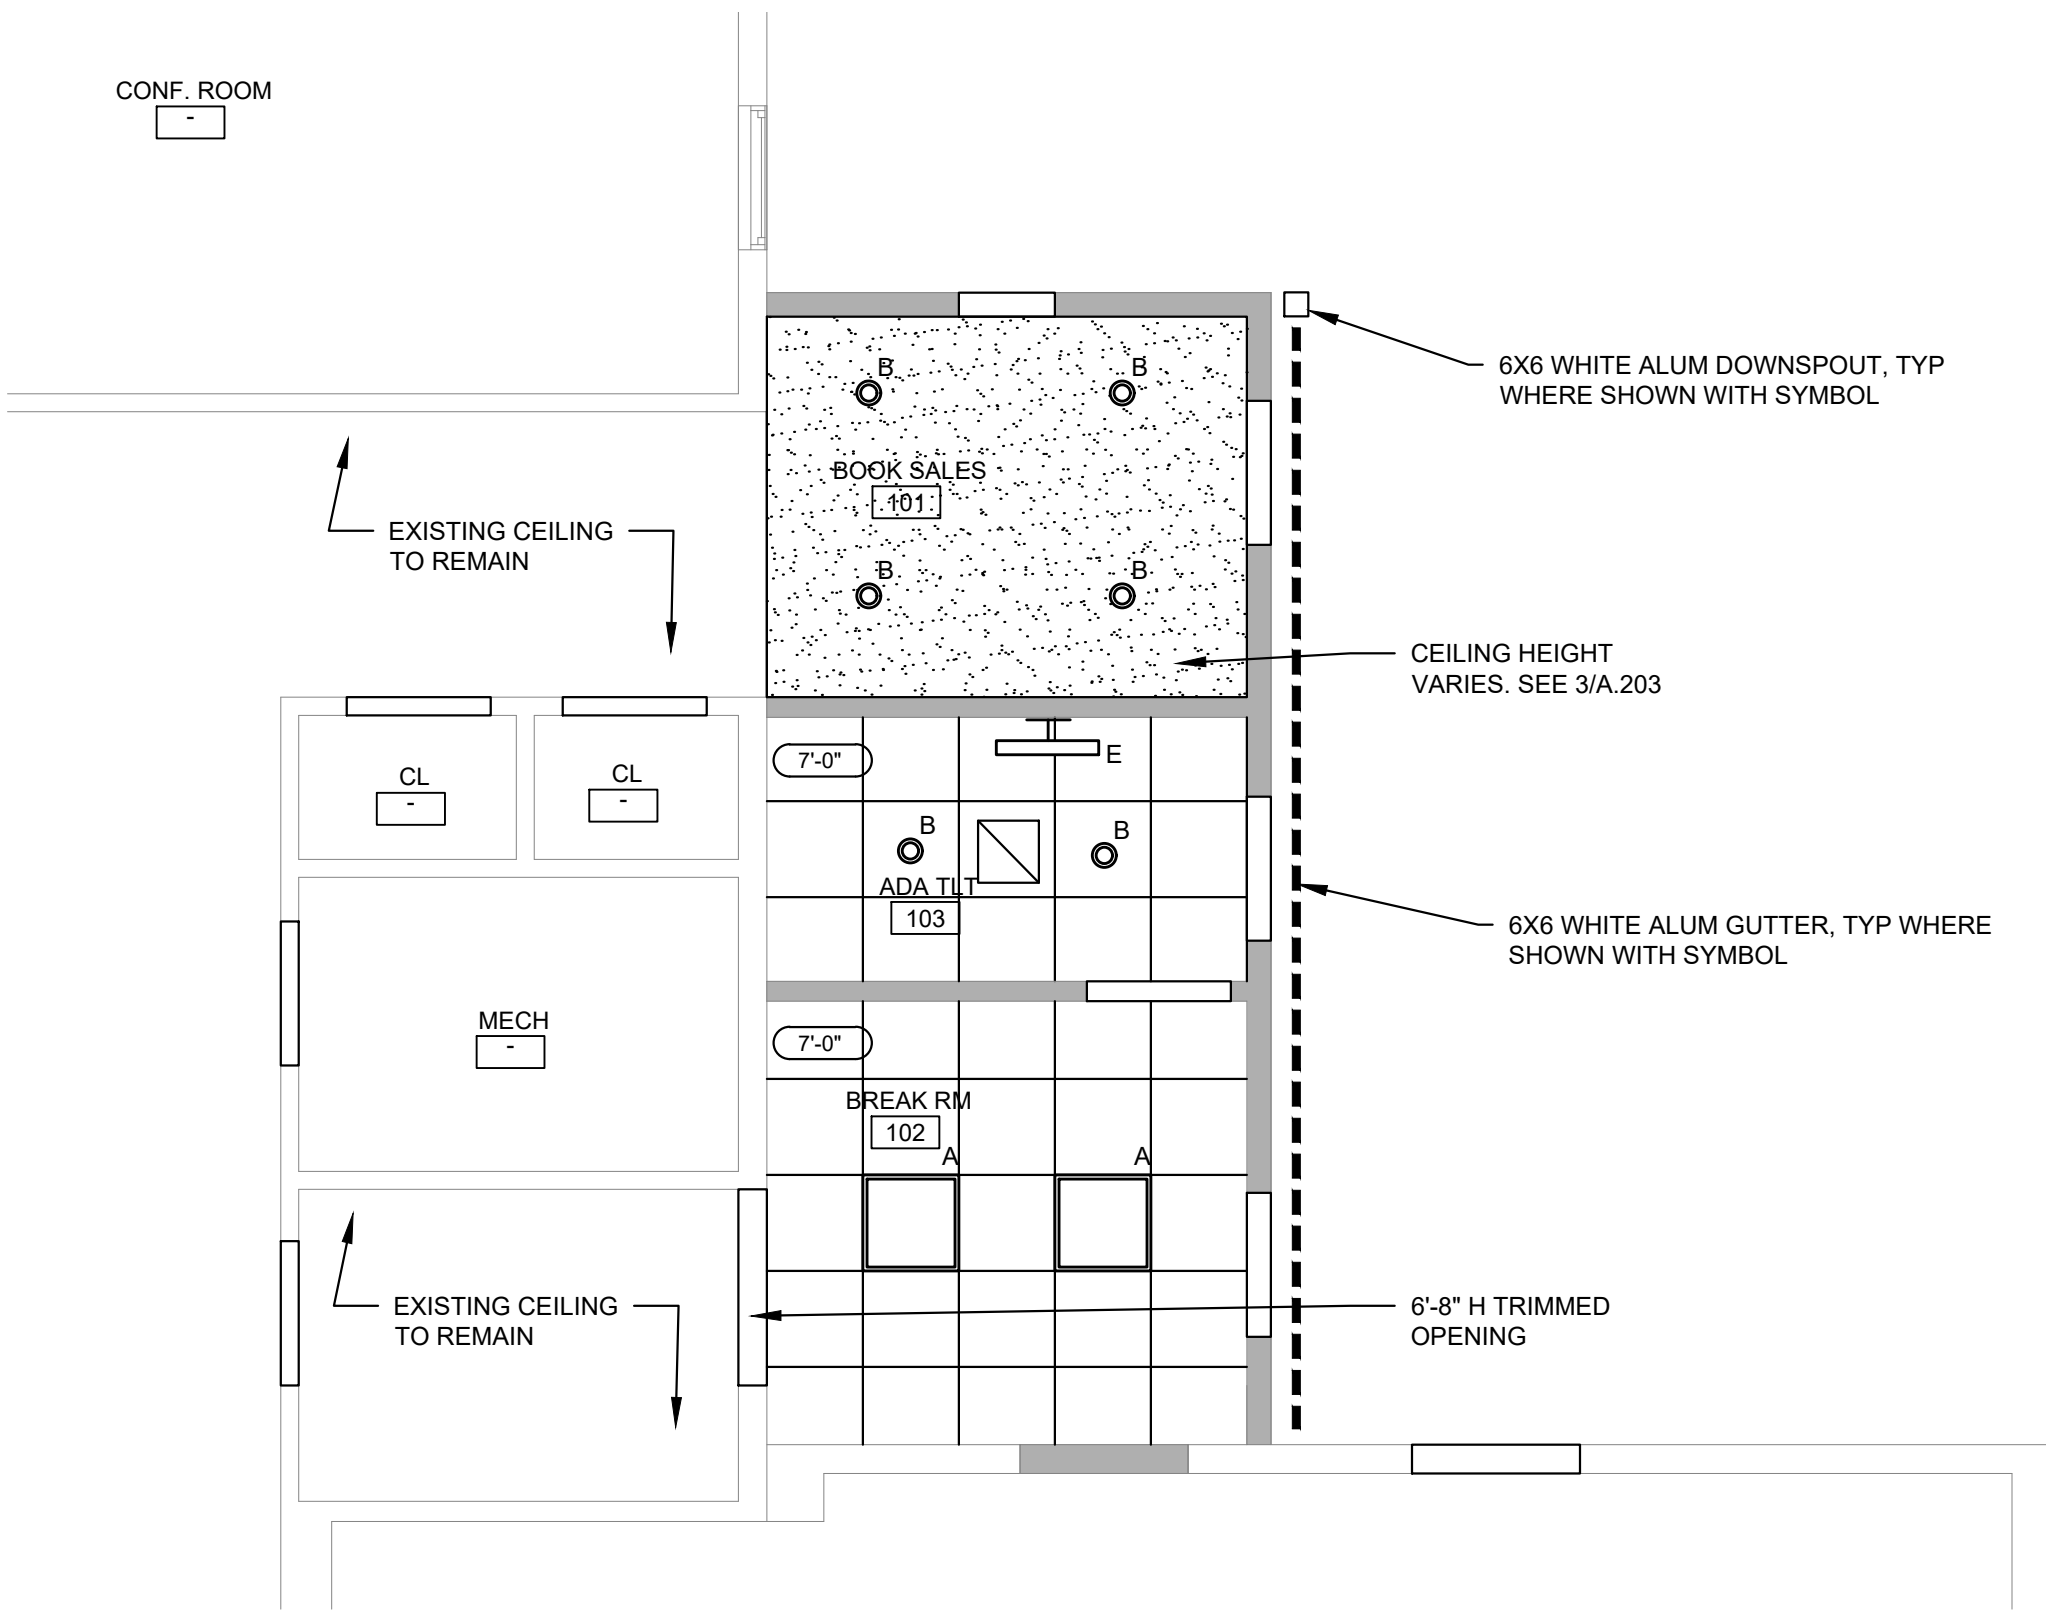 CONF. ROOM
-
6X6 WHITE ALUM DOWNSPOUT, TYP
WHERE SHOWN WITH SYMBOL
B
B
BOOK SALES
101
EXISTING CEILING
TO REMAIN
B
B
CEILING HEIGHT
VARIES. SEE 3/A.203
7'-0"
E
CL
-
CL
-
B
B
ADA TLT
103
6X6 WHITE ALUM GUTTER, TYP WHERE
SHOWN WITH SYMBOL
MECH
-
7'-0"
BREAK RM
102
A
A
EXISTING CEILING
TO REMAIN
6'-8" H TRIMMED
OPENING